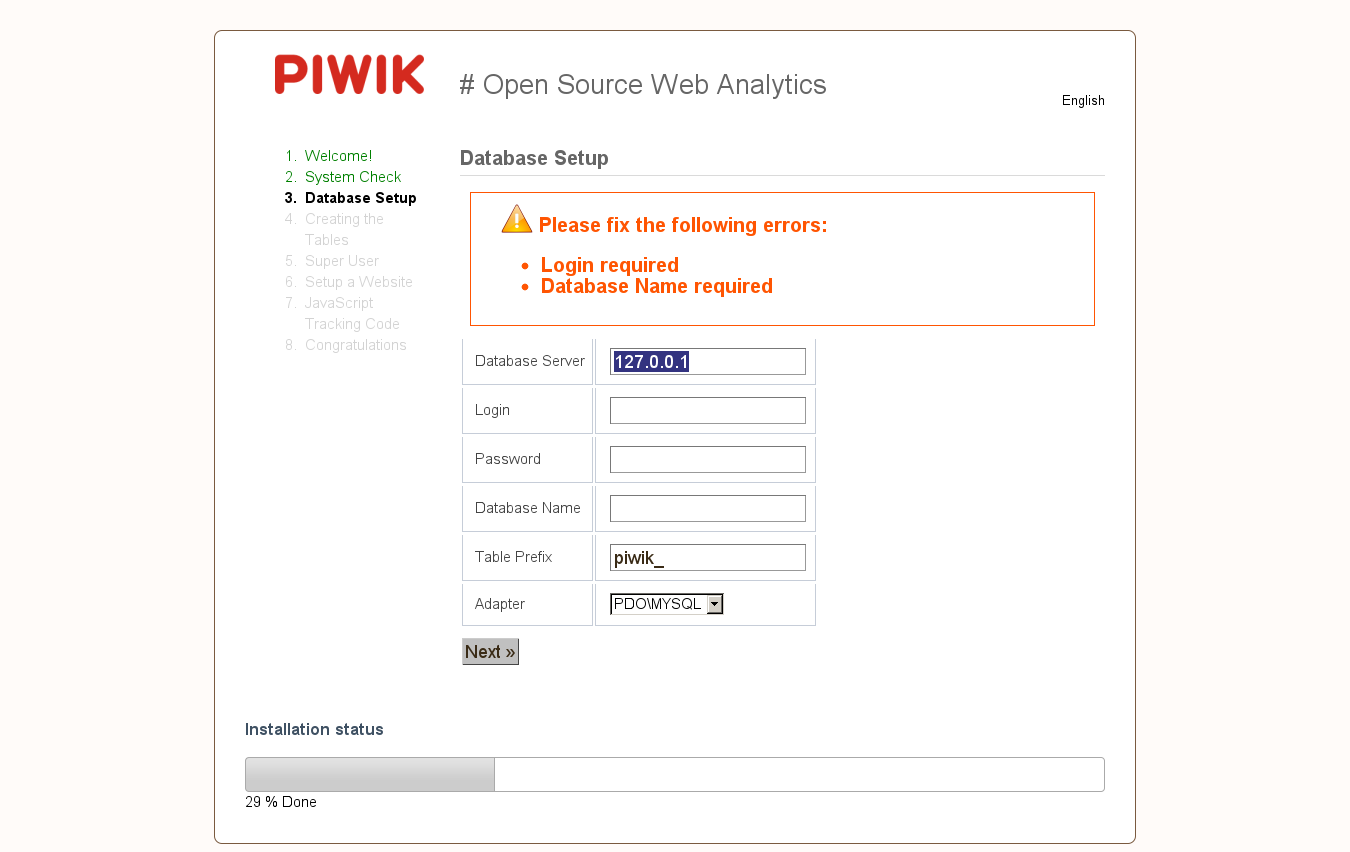 PIWIK # Open Source Web Analytics
English
1. Welcome!
2. System Check
3. Database Setup
4. Creating the
Tables
5. Super User
6. Setup a Website
7. JavaScript
Tracking Code
8. Congratulations
Database Setup
Please fix the following errors:
• Login required
• Database Name required
Database Server 127.0.0.1
Login
Password
Database Name
Table Prefix piwik_
Adapter PDO\MYSQL
Next »
Installation status
29 % Done